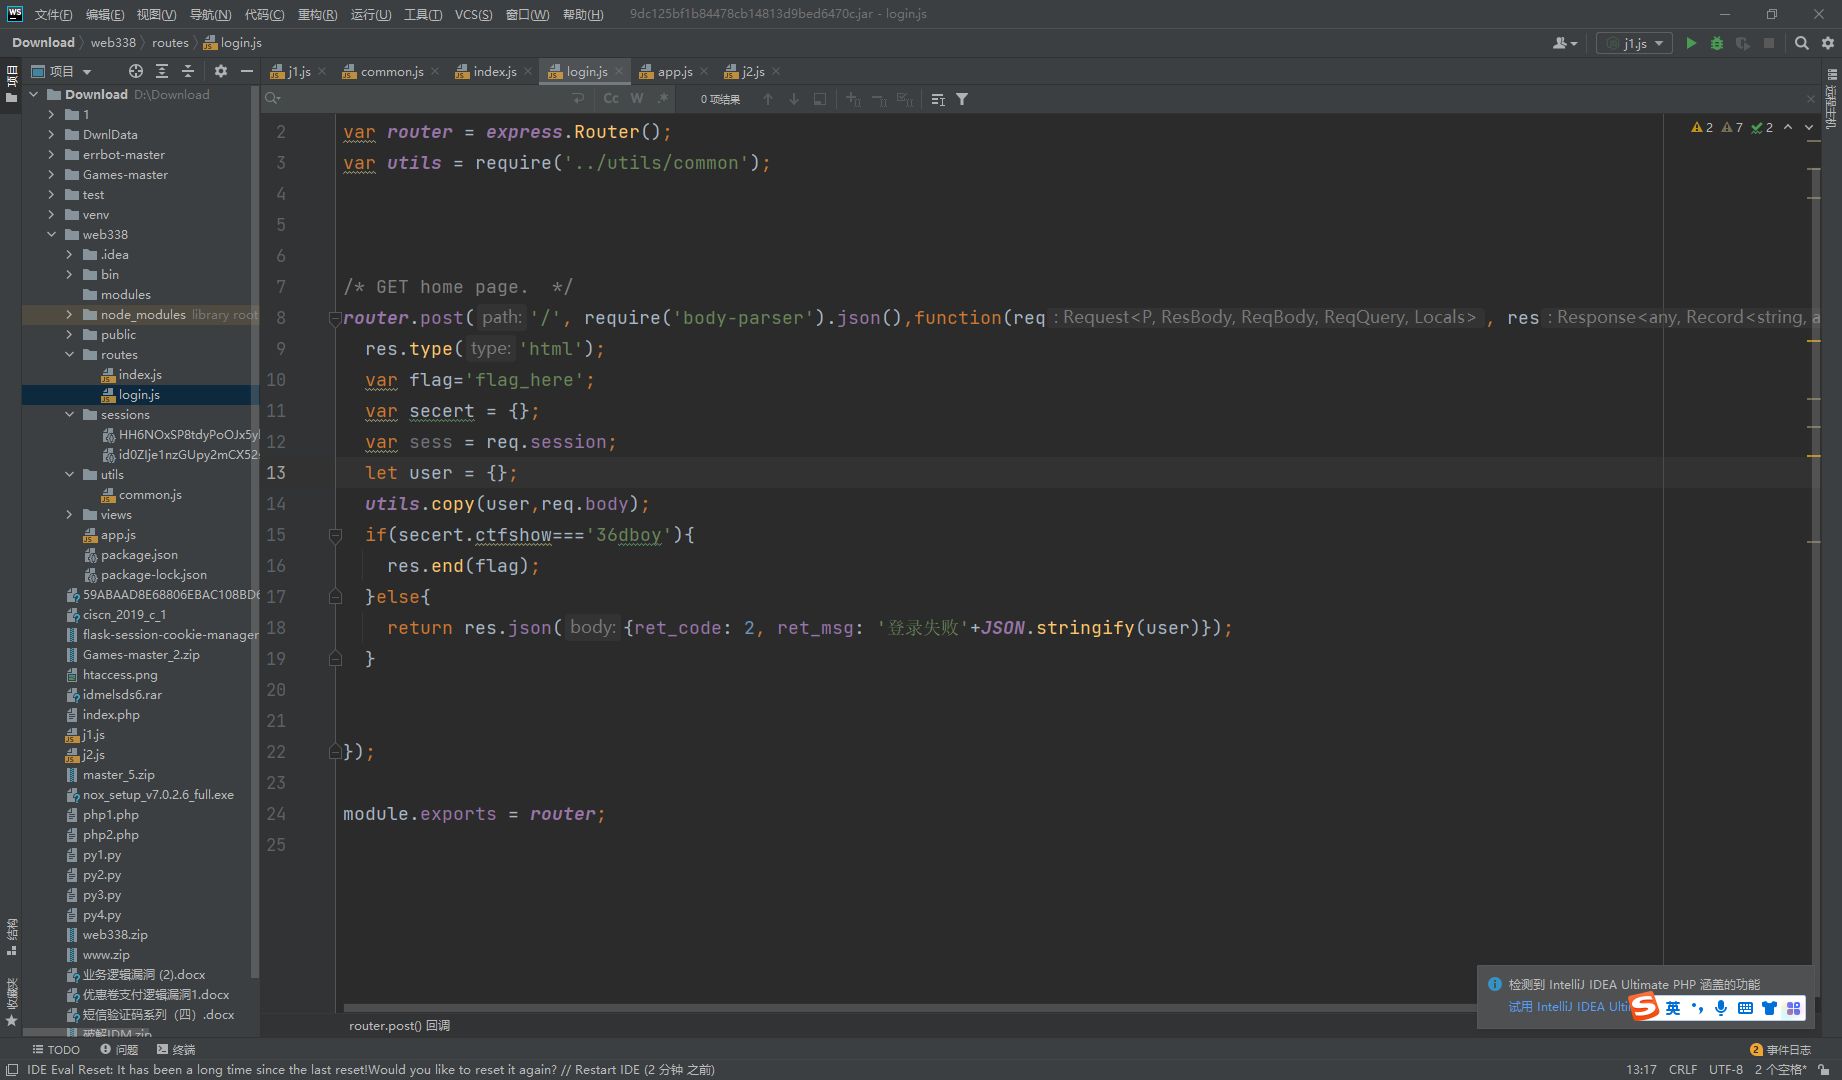 文件(F) 编辑(E) 视图(V) 导航(N) 代码(C) 重构(R) 运行(U) 工具(T) VCS(S) 窗口(W) 帮助(H) 9dc125bf1b84478cb14813d9bed6470c.jar - login.js
Download web338 routes login.js j1.js
项目 j1.js common.js index.js login.js app.js j2.js
Cc W .* 0 项结果
Download D:\Download
1
DwnlData
errbot-master
Games-master
test
venv
web338
.idea
bin
modules
node_modules library root
public
routes
index.js
login.js
sessions
HH6NOxSP8tdyPoOJx5yl
id0ZIje1nzGUpy2mCX52
utils
common.js
views
app.js
package.json
package-lock.json
59ABAAD8E68806EBAC108BD6
ciscn_2019_c_1
flask-session-cookie-manager
Games-master_2.zip
htaccess.png
idmelsds6.rar
index.php
j1.js
j2.js
master_5.zip
nox_setup_v7.0.2.6_full.exe
php1.php
php2.php
py1.py
py2.py
py3.py
py4.py
web338.zip
www.zip
业务逻辑漏洞 (2).docx
优惠卷支付逻辑漏洞1.docx
短信验证码系列（四）.docx
破解IDM.zip
项目
结构
收藏夹
2 var router = express.Router();
3 var utils = require('../utils/common');
4
5
6
7 /* GET home page.  */
8 router.post( path: '/', require('body-parser').json(),function(req : Request<P, ResBody, ReqBody, ReqQuery, Locals> , res : Response<any, Record<string, a
9 res.type( type: 'html');
10 var flag='flag_here';
11 var secert = {};
12 var sess = req.session;
13 let user = {};
14 utils.copy(user,req.body);
15 if(secert.ctfshow==='36dboy'){
16 res.end(flag);
17 }else{
18 return res.json( body: {ret_code: 2, ret_msg: '登录失败'+JSON.stringify(user)});
19 }
20
21
22 });
23
24 module.exports = router;
25
2 7 2
远程主机
router.post() 回调
检测到 IntelliJ IDEA Ultimate PHP 涵盖的功能
试用 IntelliJ IDEA Ulti
英
TODO 问题 终端 2 事件日志
IDE Eval Reset: It has been a long time since the last reset!Would you like to reset it again? // Restart IDE (2 分钟 之前) 13:17 CRLF UTF-8 2 个空格*